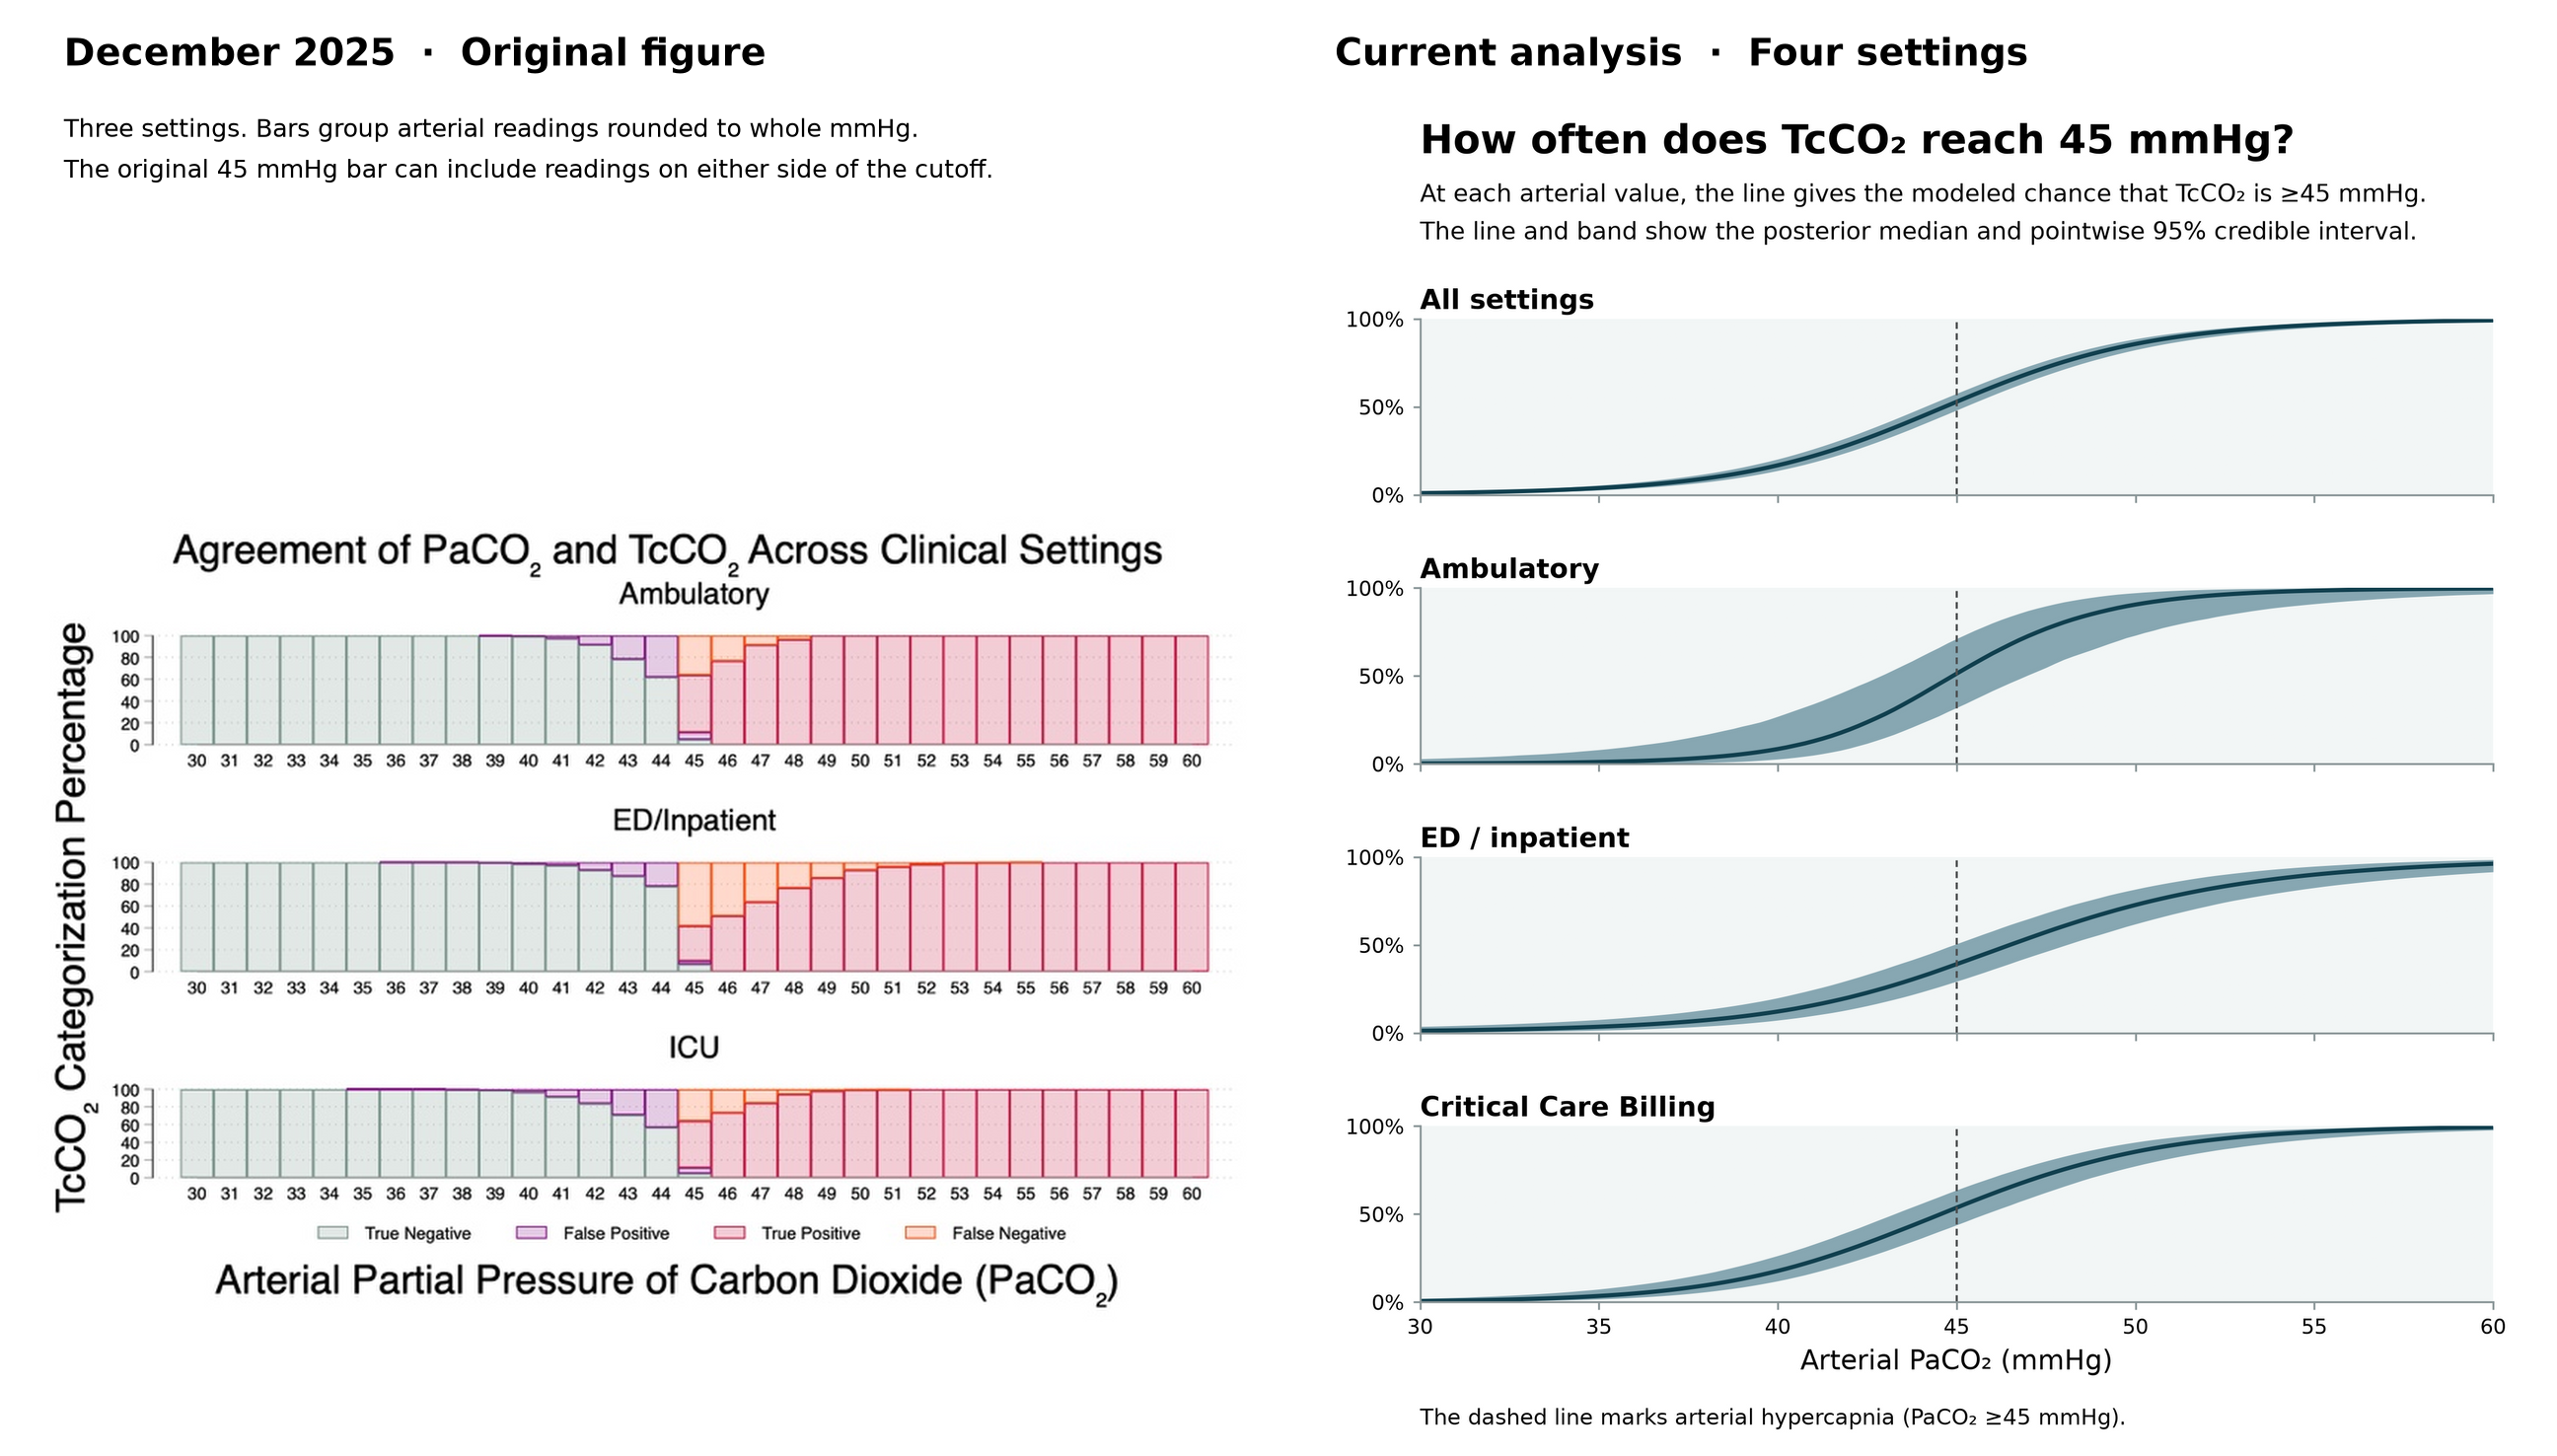 December 2025 · Original figure
Three settings. Bars group arterial readings rounded to whole mmHg.
The original 45 mmHg bar can include readings on either side of the cutoff.
Agreement of PaCO₂ and TcCO₂ Across Clinical Settings
TcCO₂ Categorization Percentage
Ambulatory
100
80
60
40
20
0
30 31 32 33 34 35 36 37 38 39 40 41 42 43 44 45 46 47 48 49 50 51 52 53 54 55 56 57 58 59 60
ED/Inpatient
100
80
60
40
20
0
30 31 32 33 34 35 36 37 38 39 40 41 42 43 44 45 46 47 48 49 50 51 52 53 54 55 56 57 58 59 60
ICU
100
80
60
40
20
0
30 31 32 33 34 35 36 37 38 39 40 41 42 43 44 45 46 47 48 49 50 51 52 53 54 55 56 57 58 59 60
True Negative False Positive True Positive False Negative
Arterial Partial Pressure of Carbon Dioxide (PaCO₂)
Current analysis · Four settings
How often does TcCO₂ reach 45 mmHg?
At each arterial value, the line gives the modeled chance that TcCO₂ is ≥45 mmHg.
The line and band show the posterior median and pointwise 95% credible interval.
All settings
100%
50%
0%
Ambulatory
100%
50%
0%
ED / inpatient
100%
50%
0%
Critical Care Billing
100%
50%
0%
30 35 40 45 50 55 60
Arterial PaCO₂ (mmHg)
The dashed line marks arterial hypercapnia (PaCO₂ ≥45 mmHg).